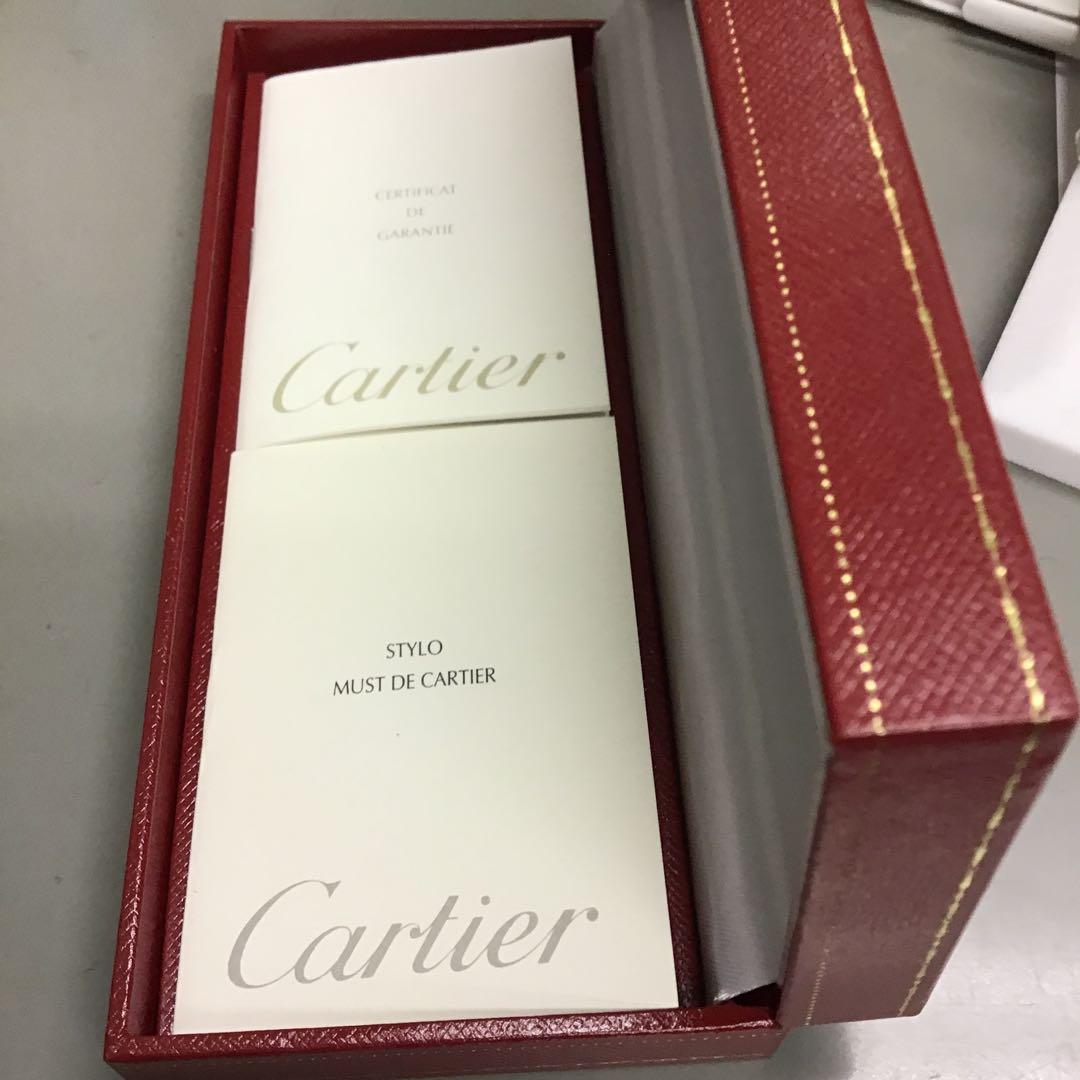 CERTIFICAT
DE
GARANTIE
Cartier
STYLO
MUST DE CARTIER
Cartier